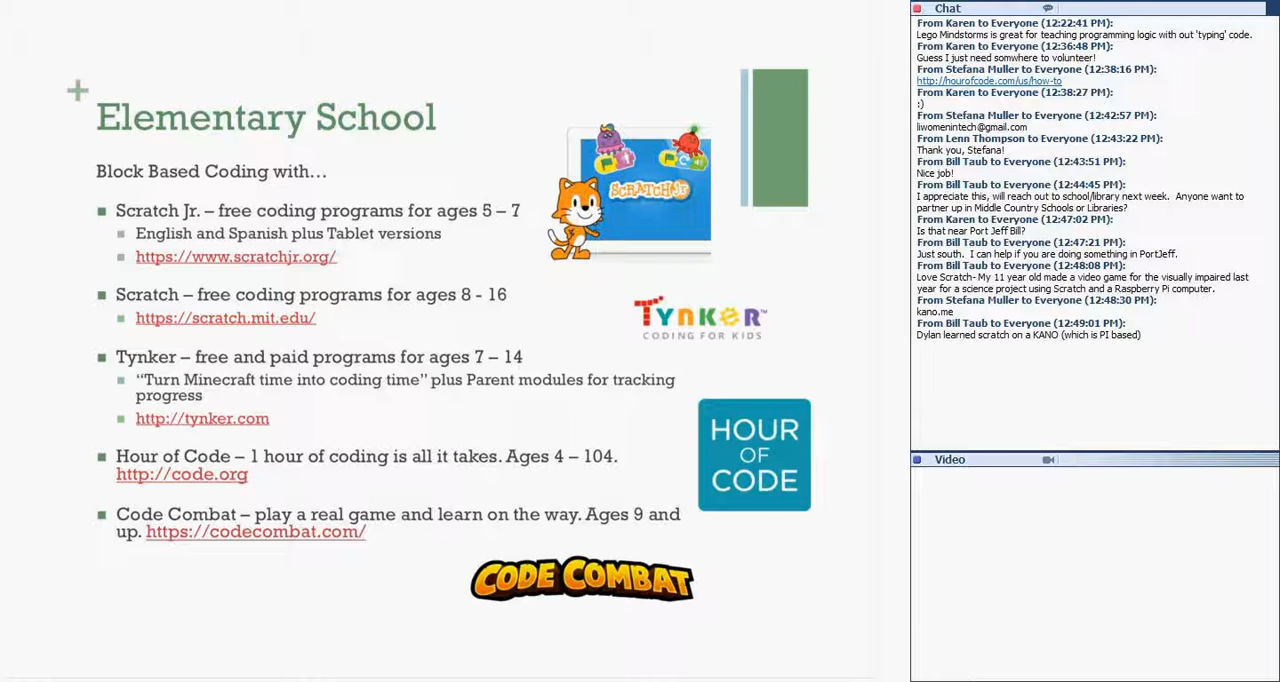 +
Elementary School
Block Based Coding with…
Scratch Jr. – free coding programs for ages 5 – 7
English and Spanish plus Tablet versions
https://www.scratchjr.org/
SCRATCH Jr
Scratch – free coding programs for ages 8 - 16
https://scratch.mit.edu/
TYNKER™
CODING FOR KIDS
Tynker – free and paid programs for ages 7 – 14
“Turn Minecraft time into coding time” plus Parent modules for tracking
progress
http://tynker.com
Hour of Code – 1 hour of coding is all it takes. Ages 4 – 104.
http://code.org
HOUR
OF
CODE
Code Combat – play a real game and learn on the way. Ages 9 and
up. https://codecombat.com/
CODE COMBAT
Chat
From Karen to Everyone (12:22:41 PM):
Lego Mindstorms is great for teaching programming logic with out 'typing' code.
From Karen to Everyone (12:36:48 PM):
Guess I just need somwhere to volunteer!
From Stefana Muller to Everyone (12:38:16 PM):
http://hourofcode.com/us/how-to
From Karen to Everyone (12:38:27 PM):
:)
From Stefana Muller to Everyone (12:42:57 PM):
liwomenintech@gmail.com
From Lenn Thompson to Everyone (12:43:22 PM):
Thank you, Stefana!
From Bill Taub to Everyone (12:43:51 PM):
Nice job!
From Bill Taub to Everyone (12:44:45 PM):
I appreciate this, will reach out to school/library next week.  Anyone want to
partner up in Middle Country Schools or Libraries?
From Karen to Everyone (12:47:02 PM):
Is that near Port Jeff Bill?
From Bill Taub to Everyone (12:47:21 PM):
Just south.  I can help if you are doing something in PortJeff.
From Bill Taub to Everyone (12:48:08 PM):
Love Scratch- My 11 year old made a video game for the visually impaired last
year for a science project using Scratch and a Raspberry Pi computer.
From Stefana Muller to Everyone (12:48:30 PM):
kano.me
From Bill Taub to Everyone (12:49:01 PM):
Dylan learned scratch on a KANO (which is PI based)
Video